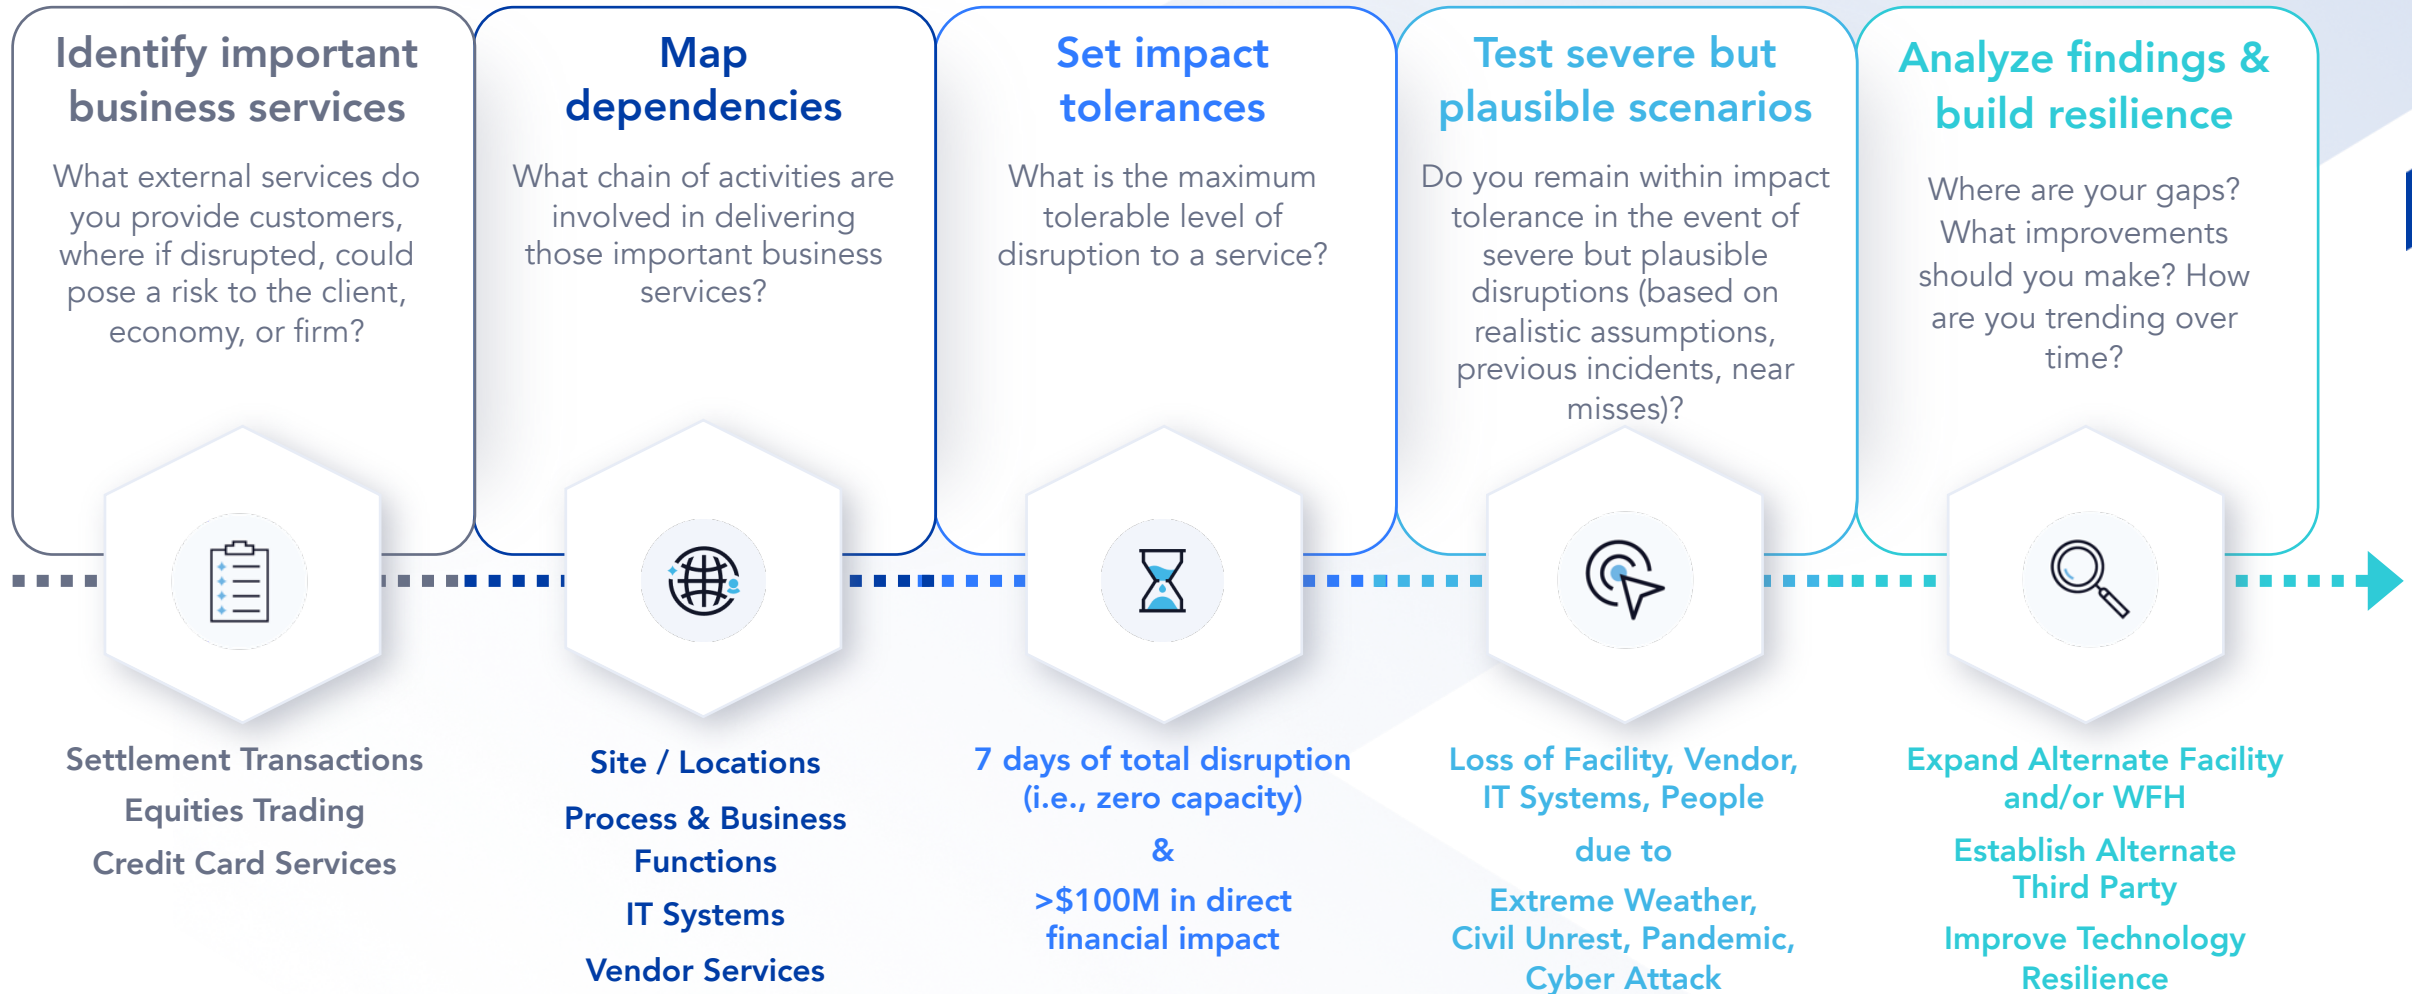 Identify important
business services
What external services do
you provide customers,
where if disrupted, could
pose a risk to the client,
economy, or firm?
Settlement Transactions
Equities Trading
Credit Card Services
Map
dependencies
What chain of activities are
involved in delivering
those important business
services?
Site / Locations
Process & Business
Functions
IT Systems
Vendor Services
Set impact
tolerances
What is the maximum
tolerable level of
disruption to a service?
7 days of total disruption
(i.e., zero capacity)
&
>$100M in direct
financial impact
Test severe but
plausible scenarios
Do you remain within impact
tolerance in the event of
severe but plausible
disruptions (based on
realistic assumptions,
previous incidents, near
misses)?
Loss of Facility, Vendor,
IT Systems, People
due to
Extreme Weather,
Civil Unrest, Pandemic,
Cyber Attack
Analyze findings &
build resilience
Where are your gaps?
What improvements
should you make? How
are you trending over
time?
Expand Alternate Facility
and/or WFH
Establish Alternate
Third Party
Improve Technology
Resilience